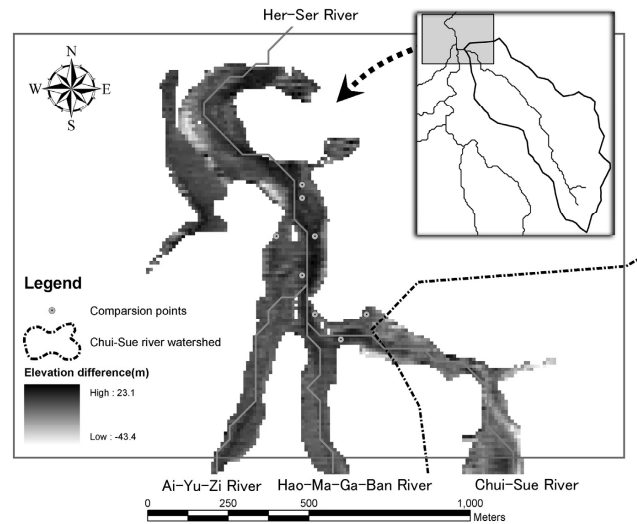 Her-Ser River
N
W E
S
Legend
Comparsion points
Chui-Sue river watershed
Elevation difference(m)
High : 23.1
Low : -43.4
Ai-Yu-Zi River Hao-Ma-Ga-Ban River Chui-Sue River
0 250 500 1,000
Meters